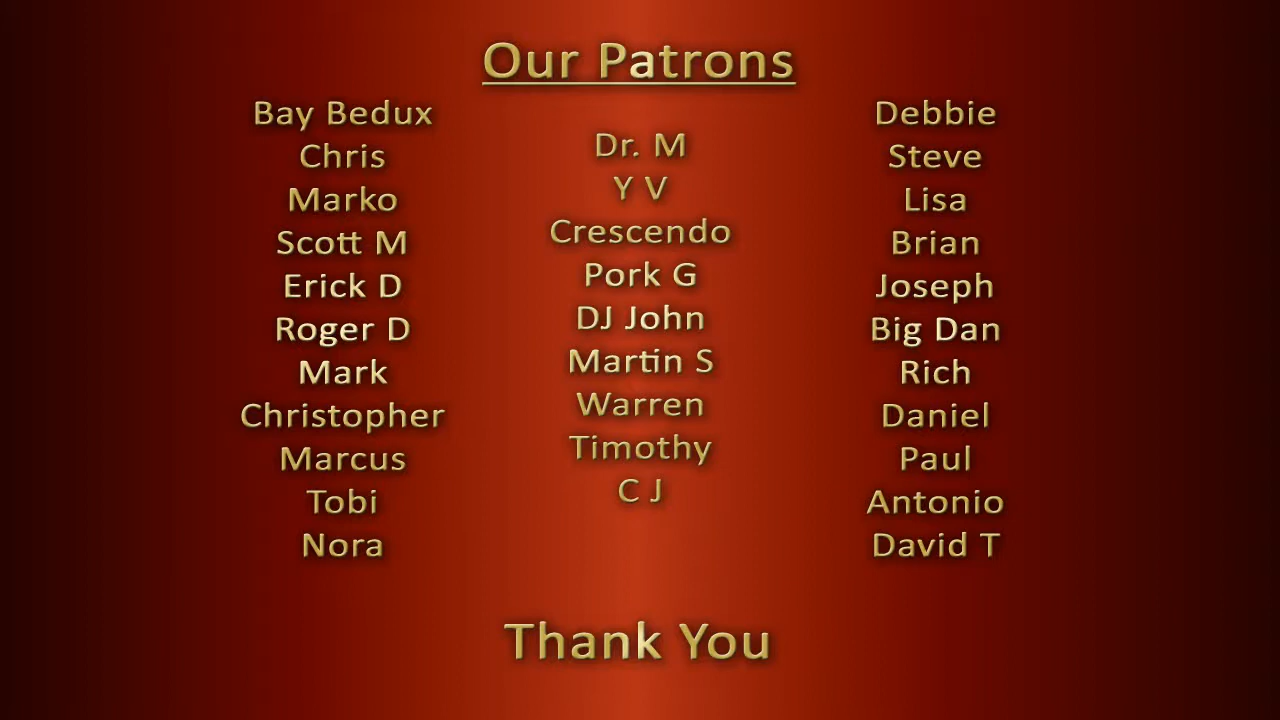 Our Patrons
Bay Bedux
Chris
Marko
Scott M
Erick D
Roger D
Mark
Christopher
Marcus
Tobi
Nora
Dr. M
Y V
Crescendo
Pork G
DJ John
Martin S
Warren
Timothy
C J
Debbie
Steve
Lisa
Brian
Joseph
Big Dan
Rich
Daniel
Paul
Antonio
David T
Thank You